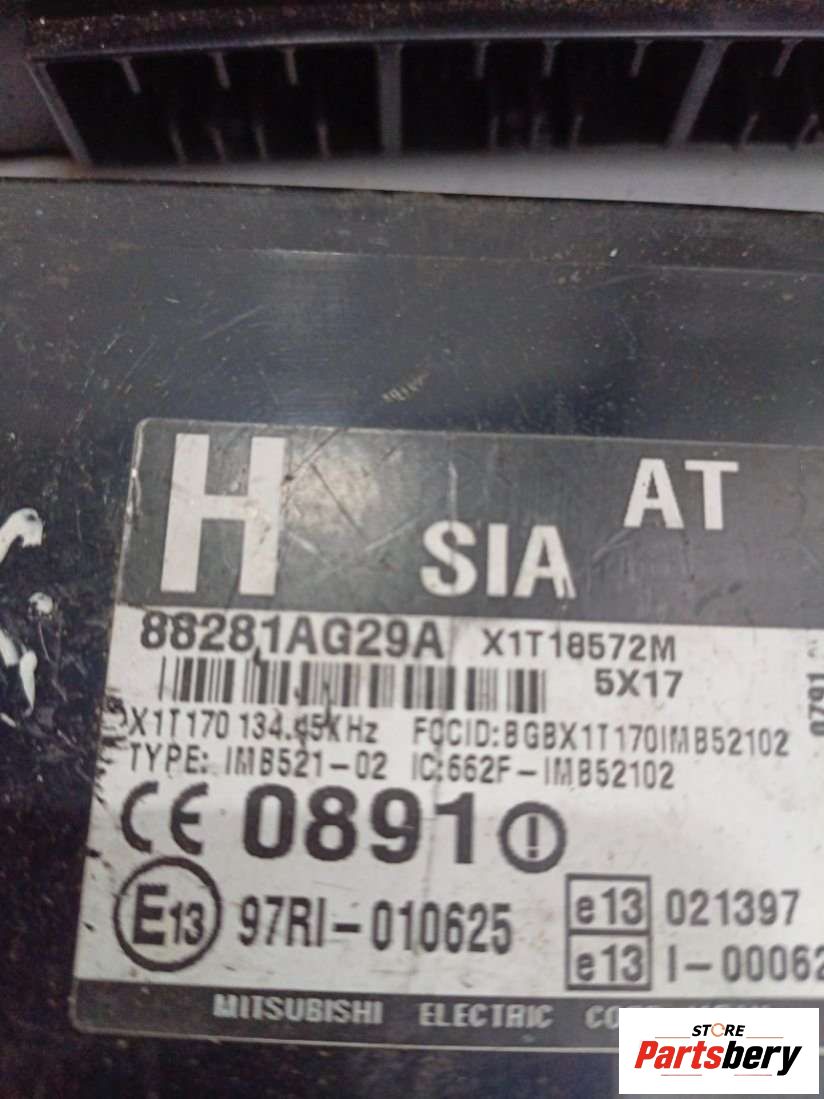 H SIA AT
88281AG29A X1T18572M
5X17
X1T170 134.45KHz FCCID:BGBX1T170IMB52102
TYPE: IMB521-02 IC:662F-IMB52102
CE 0891
E13 97RI-010625 e13 021397
e13 I-00062
MITSUBISHI ELECTRIC
0791
STORE
Partsbery